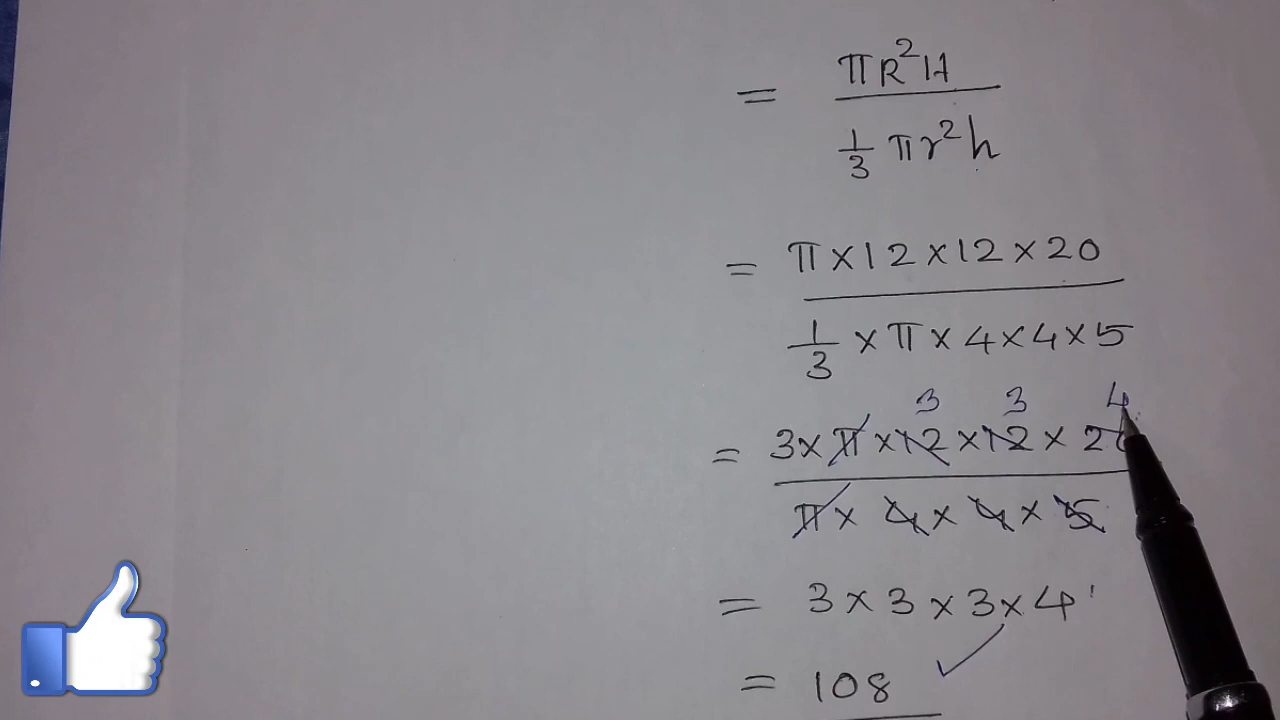 = πR²H / 1/3 πr²h
= π×12×12×20 / 1/3 ×π×4×4×5
3 3 4
= 3×π×12×12×20 / π×4×4×5
= 3×3×3×4
= 108